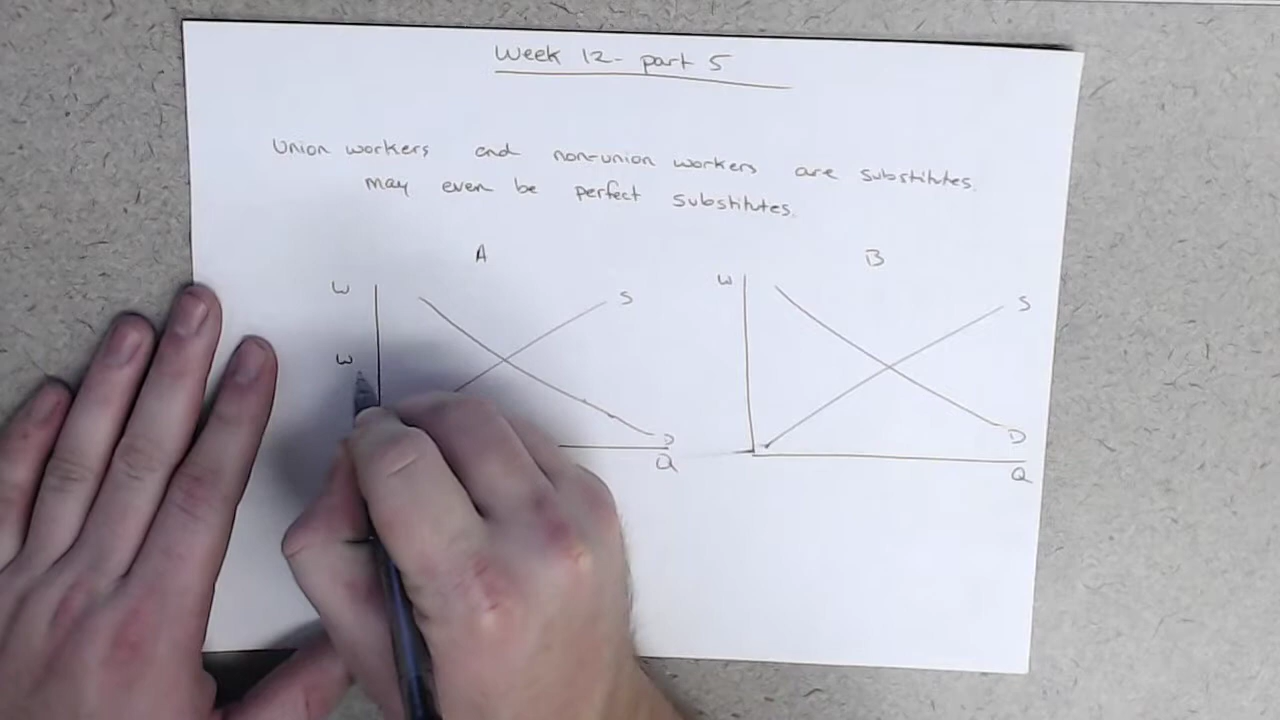 Week 12- part 5
Union workers and non-union workers are substitutes
may even be perfect substitutes.
A B
W S W S
W
D D
Q Q